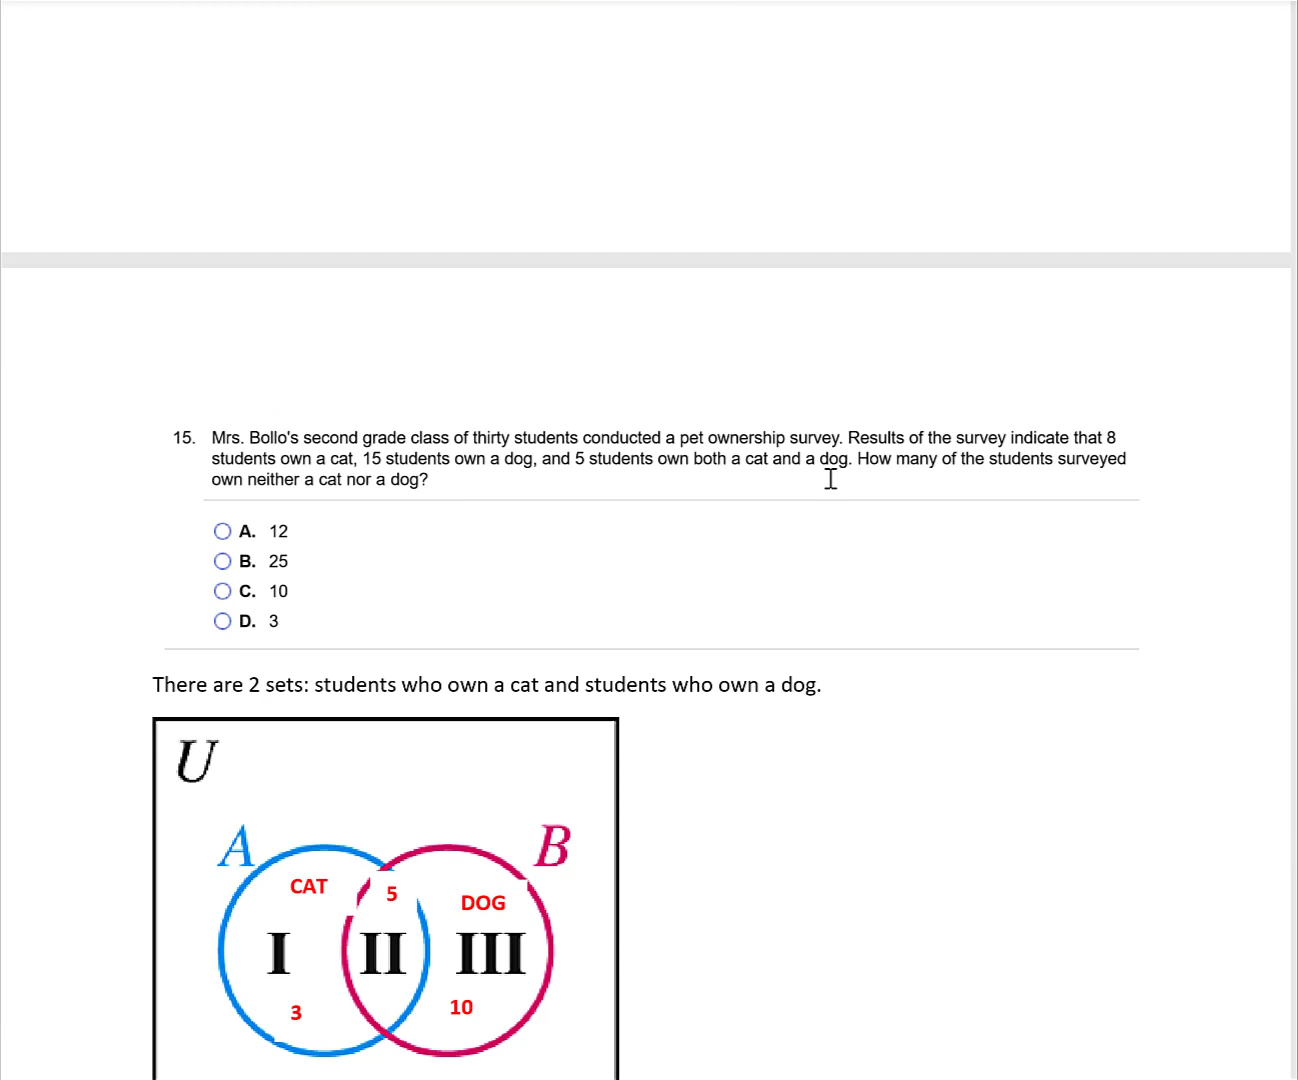 15. Mrs. Bollo's second grade class of thirty students conducted a pet ownership survey. Results of the survey indicate that 8
students own a cat, 15 students own a dog, and 5 students own both a cat and a dog. How many of the students surveyed
own neither a cat nor a dog?
A. 12
B. 25
C. 10
D. 3
There are 2 sets: students who own a cat and students who own a dog.
U
A B
CAT 5 DOG
I II III
3 10